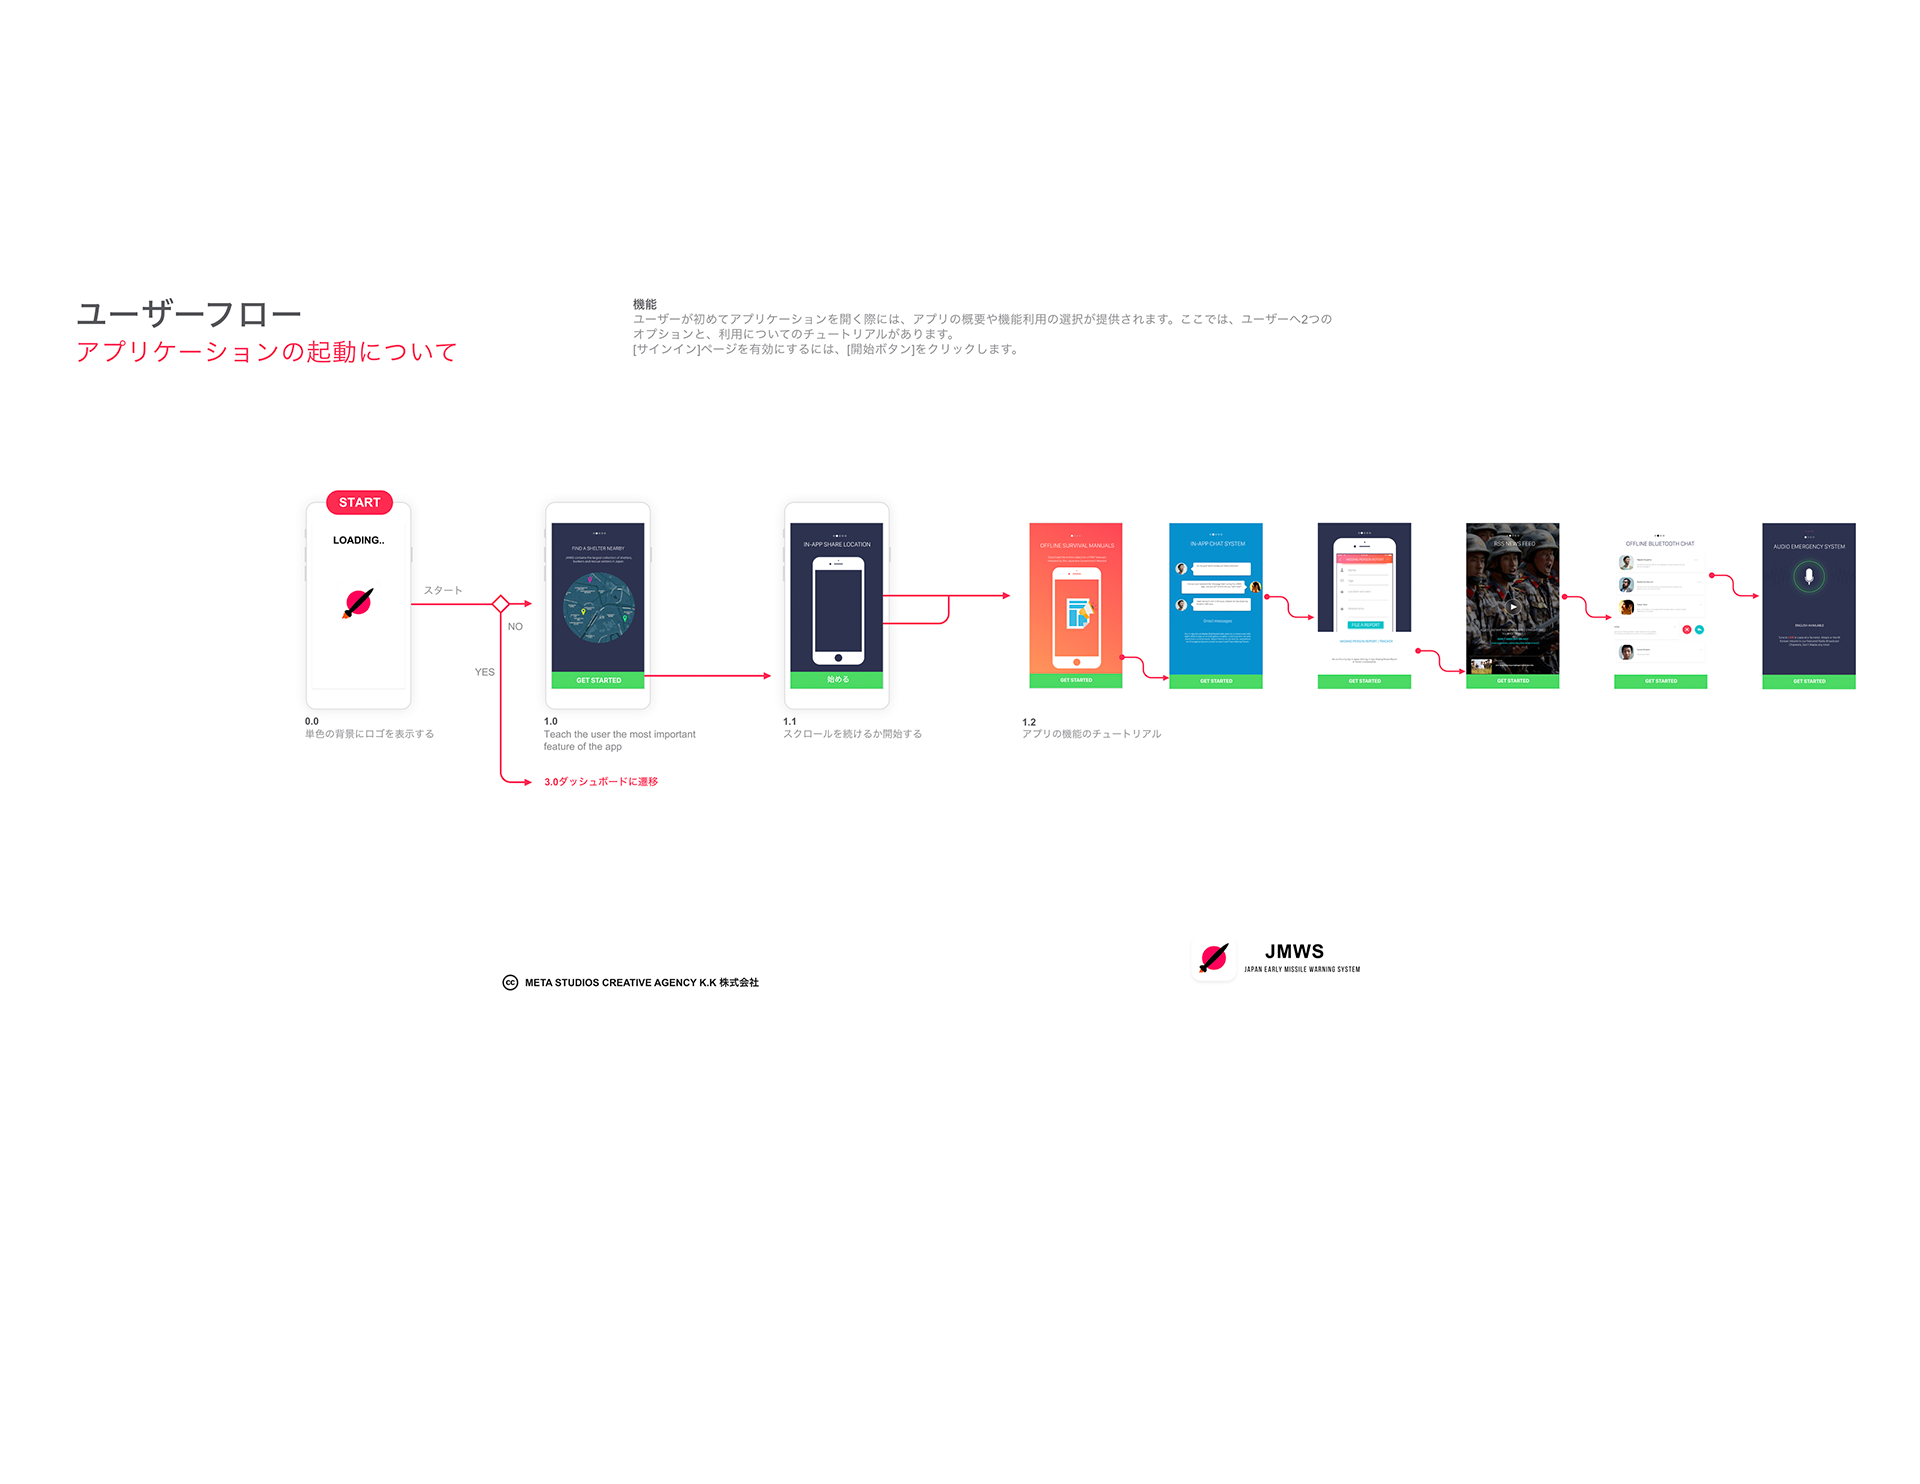 ユーザーフロー
アプリケーションの起動について
機能
ユーザーが初めてアプリケーションを開く際には、アプリの概要や機能利用の選択が提供されます。ここでは、ユーザーへ2つの
オプションと、利用についてのチュートリアルがあります。
[サインイン]ページを有効にするには、[開始ボタン]をクリックします。
START
LOADING..
スタート
NO
YES
0.0
単色の背景にロゴを表示する
FIND A SHELTER NEARBY
GET STARTED
1.0
Teach the user the most important
feature of the app
3.0ダッシュボードに遷移
IN-APP SHARE LOCATION
始める
1.1
スクロールを続けるか開始する
OFFLINE SURVIVAL MANUALS
GET STARTED
1.2
アプリの機能のチュートリアル
IN-APP CHAT SYSTEM
Direct messages
GET STARTED
FILE A REPORT
GET STARTED
RSS NEWS FEED
GET STARTED
OFFLINE BLUETOOTH CHAT
GET STARTED
AUDIO EMERGENCY SYSTEM
ENGLISH AVAILABLE
GET STARTED
cc META STUDIOS CREATIVE AGENCY K.K 株式会社
JMWS
JAPAN EARLY MISSILE WARNING SYSTEM